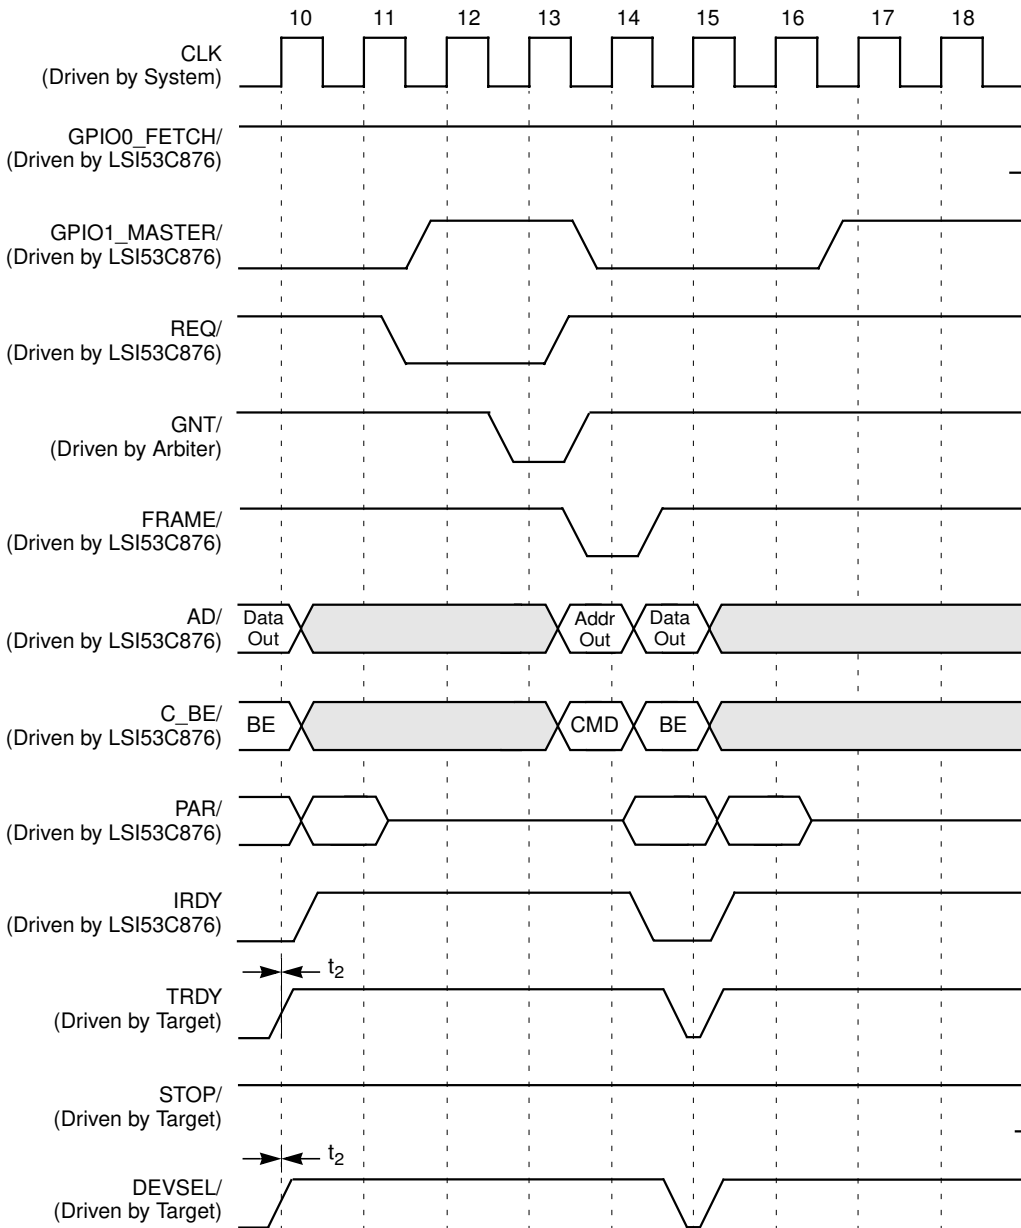 10 11 12 13 14 15 16 17 18
CLK
(Driven by System)
GPIO0_FETCH/
(Driven by LSI53C876)
GPIO1_MASTER/
(Driven by LSI53C876)
REQ/
(Driven by LSI53C876)
GNT/
(Driven by Arbiter)
FRAME/
(Driven by LSI53C876)
AD/
(Driven by LSI53C876)
Data
Out
Addr
Out
Data
Out
C_BE/
(Driven by LSI53C876)
BE CMD BE
PAR/
(Driven by LSI53C876)
IRDY
(Driven by LSI53C876)
t2
TRDY
(Driven by Target)
STOP/
(Driven by Target)
t2
DEVSEL/
(Driven by Target)